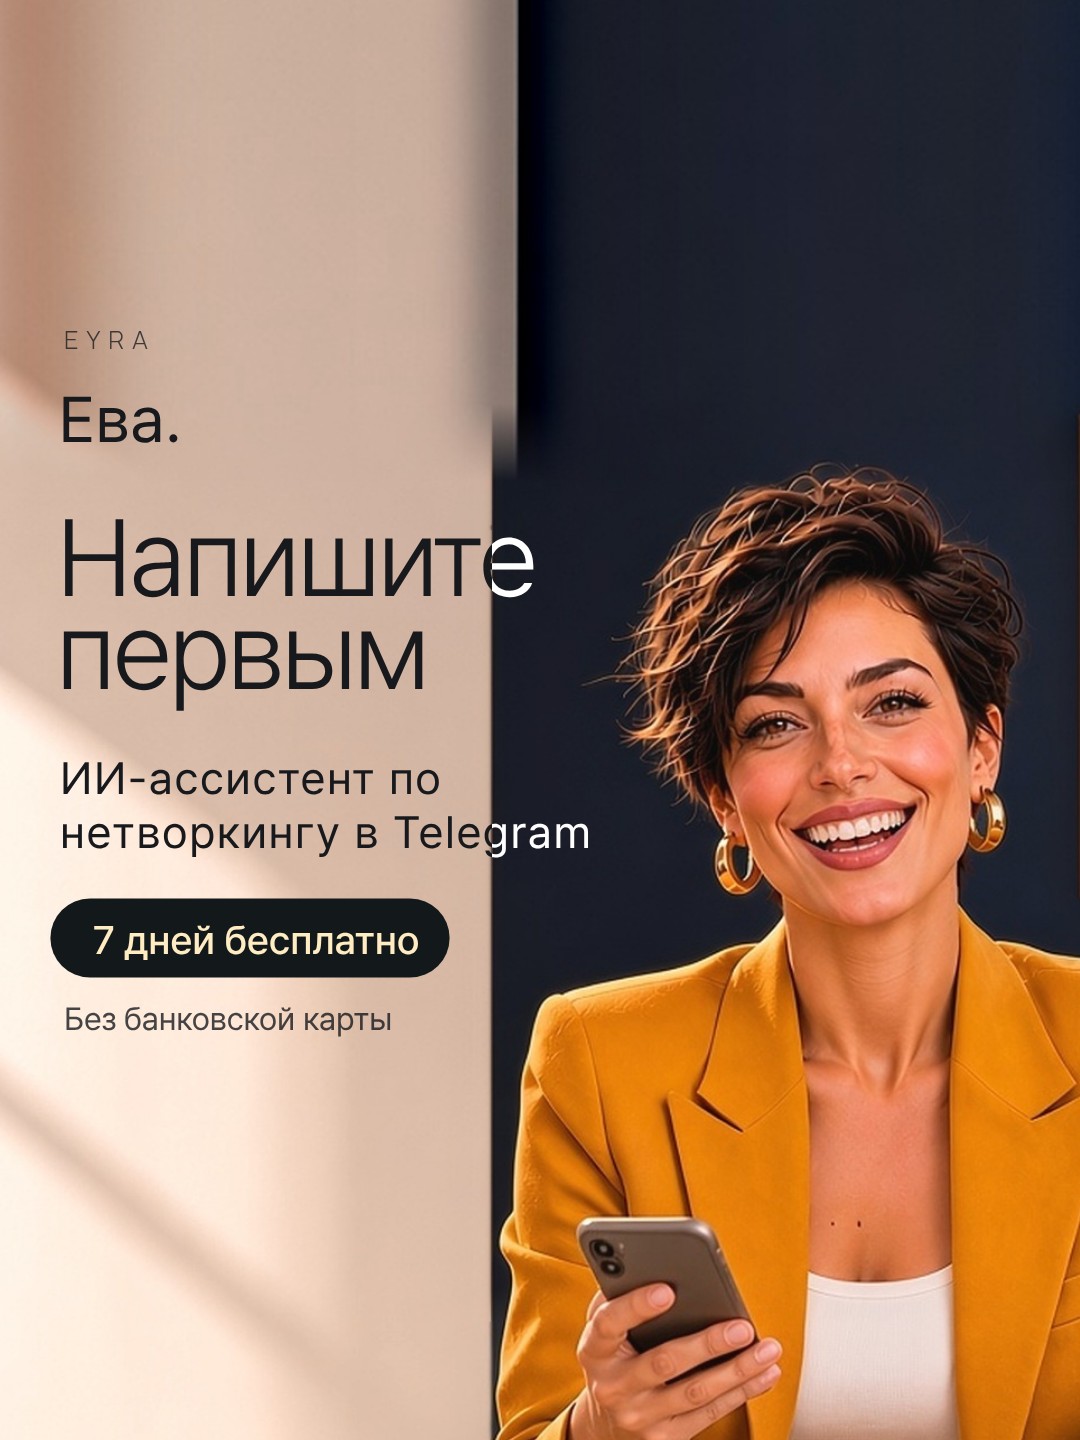 EYRA
Ева.
Напишите
первым
ИИ-ассистент по
нетворкингу в Telegram
7 дней бесплатно
Без банковской карты